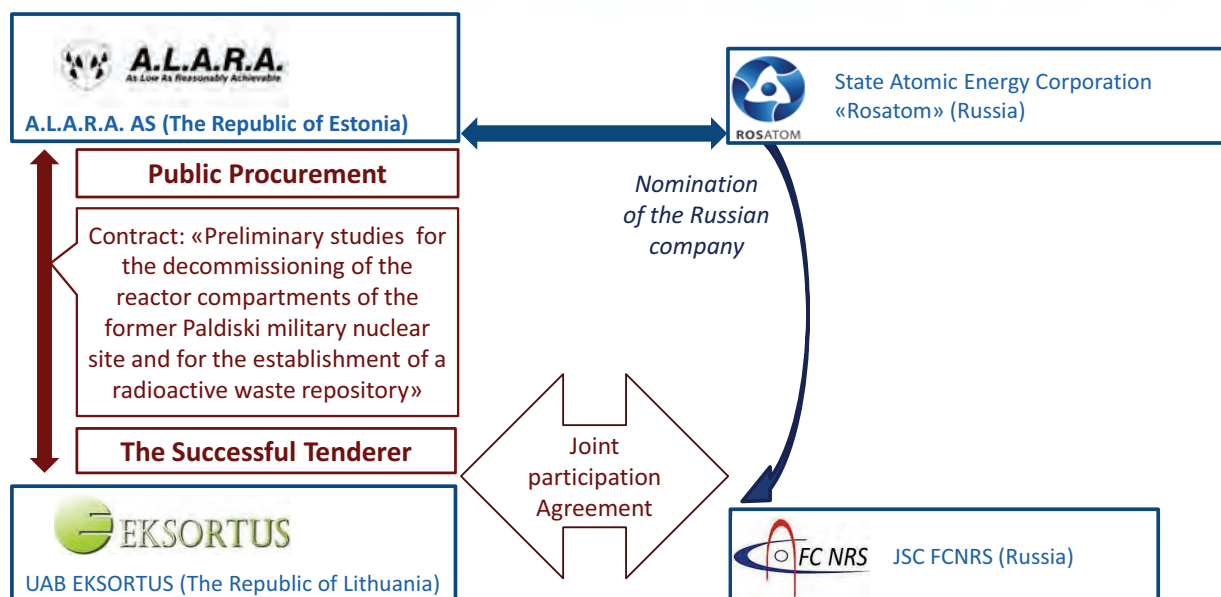 A.L.A.R.A.
As Low As Reasonably Achievable
A.L.A.R.A. AS (The Republic of Estonia)
ROSATOM
State Atomic Energy Corporation
«Rosatom» (Russia)
Public Procurement
Nomination
of the Russian
company
Contract: «Preliminary studies for
the decommissioning of the
reactor compartments of the
former Paldiski military nuclear
site and for the establishment of a
radioactive waste repository»
The Successful Tenderer
Joint
participation
Agreement
EKSORTUS
UAB EKSORTUS (The Republic of Lithuania)
FC NRS
JSC FCNRS (Russia)